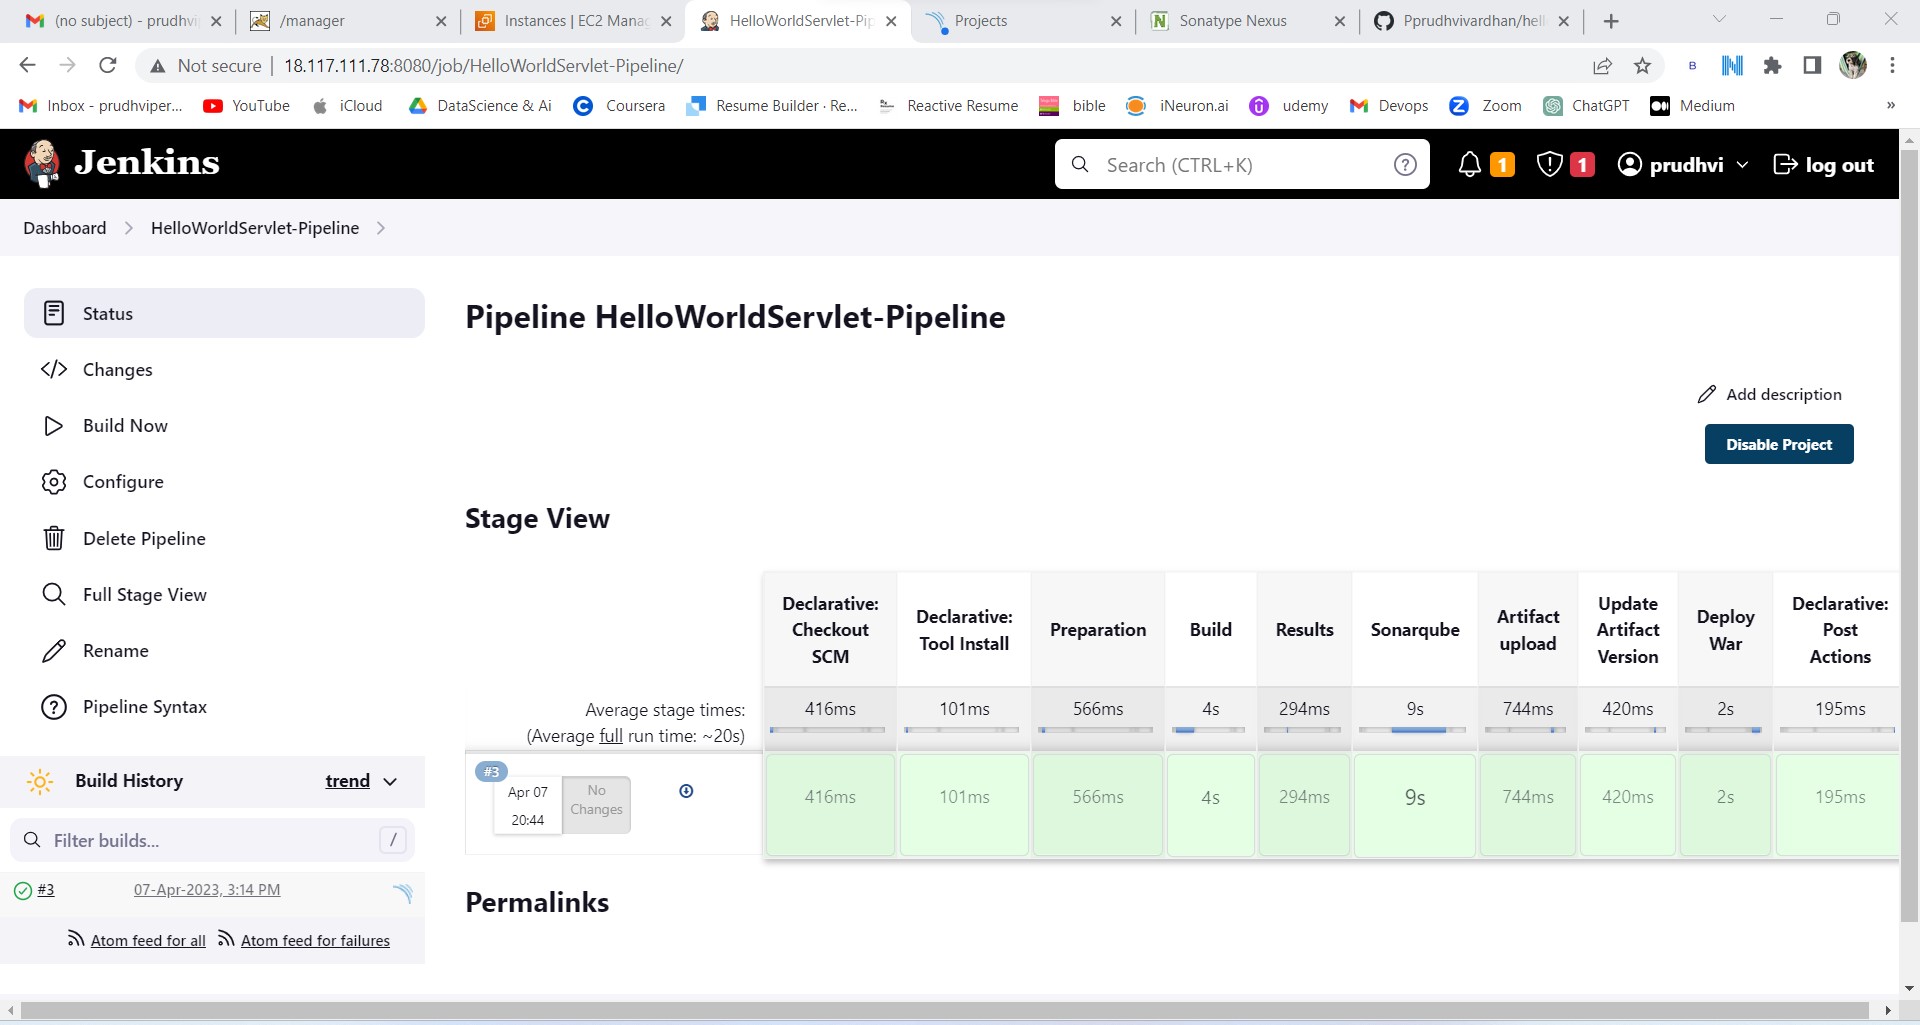 (no subject) - prudhvi
/manager
Instances | EC2 Manag
HelloWorldServlet-Pip
Projects
Sonatype Nexus
Pprudhvivardhan/hell
Not secure | 18.117.111.78:8080/job/HelloWorldServlet-Pipeline/
Inbox - prudhviper...
YouTube
iCloud
DataScience & Ai
Coursera
Resume Builder · Re...
Reactive Resume
bible
iNeuron.ai
udemy
Devops
Zoom
ChatGPT
Medium
»
Jenkins
Search (CTRL+K)
1
1
prudhvi
log out
Dashboard
HelloWorldServlet-Pipeline
Status
Changes
Build Now
Configure
Delete Pipeline
Full Stage View
Rename
Pipeline Syntax
Build History
trend
Filter builds...
/
#3
07-Apr-2023, 3:14 PM
Atom feed for all
Atom feed for failures
Pipeline HelloWorldServlet-Pipeline
Add description
Disable Project
Stage View
Declarative:
Checkout
SCM
Declarative:
Tool Install
Preparation
Build
Results
Sonarqube
Artifact
upload
Update
Artifact
Version
Deploy
War
Declarative:
Post
Actions
Average stage times:
(Average full run time: ~20s)
416ms
101ms
566ms
4s
294ms
9s
744ms
420ms
2s
195ms
#3
Apr 07
20:44
No
Changes
416ms
101ms
566ms
4s
294ms
9s
744ms
420ms
2s
195ms
Permalinks